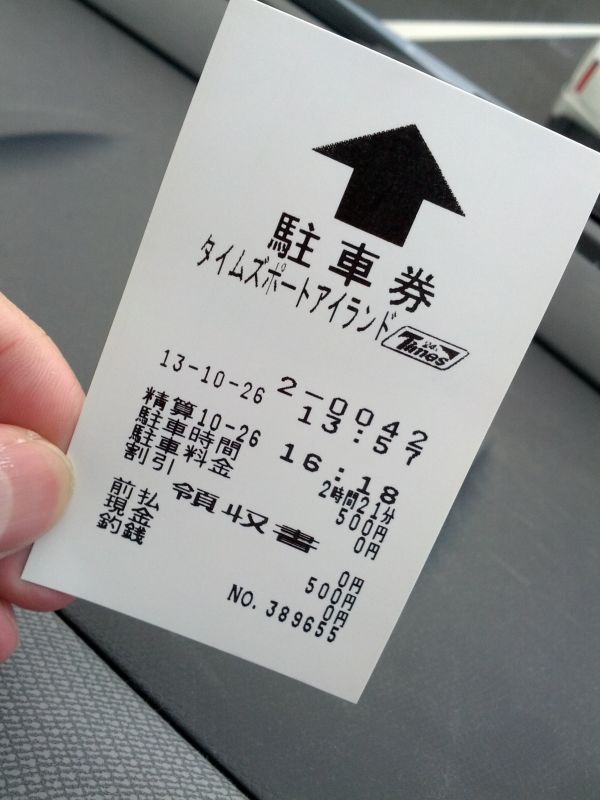 駐車券
タイムズポートアイランド Times
2-0042
13-10-26 13:57
精算10-26 16:18
駐車時間 2時間21分
駐車料金 500円
割引 0円
領収書
前払 0円
現金 500円
釣銭 0円
NO.389655